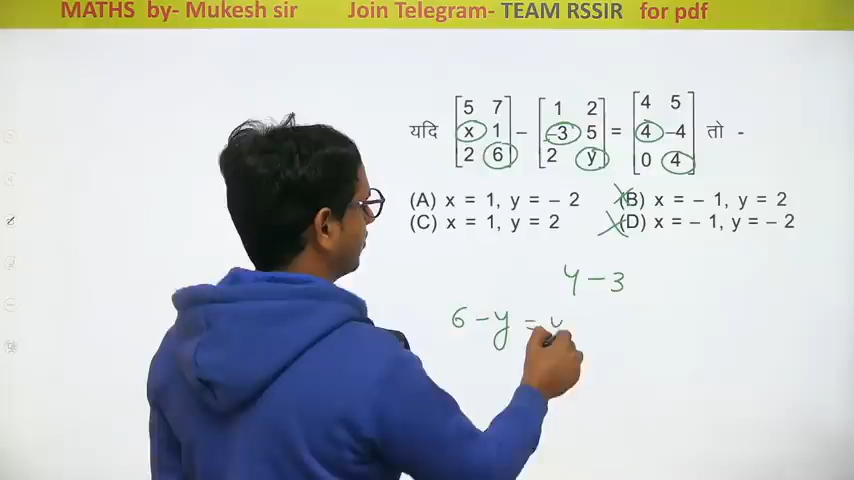 MATHS by- Mukesh sir Join Telegram- TEAM RSSIR for pdf
यदि [5 7 x 1 2 6] - [1 2 -3 5 2 y] = [4 5 4 -4 0 4] तो -
(A) x = 1, y = - 2 (B) x = - 1, y = 2
(C) x = 1, y = 2 (D) x = - 1, y = - 2
4 - 3
6 - y =